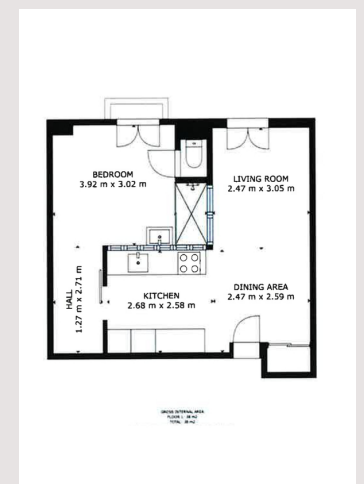 BEDROOM
3.92 m x 3.02 m
LIVING ROOM
2.47 m x 3.05 m
HALL
1.27 m x 2.71 m
KITCHEN
2.68 m x 2.58 m
DINING AREA
2.47 m x 2.59 m
GROSS INTERNAL AREA